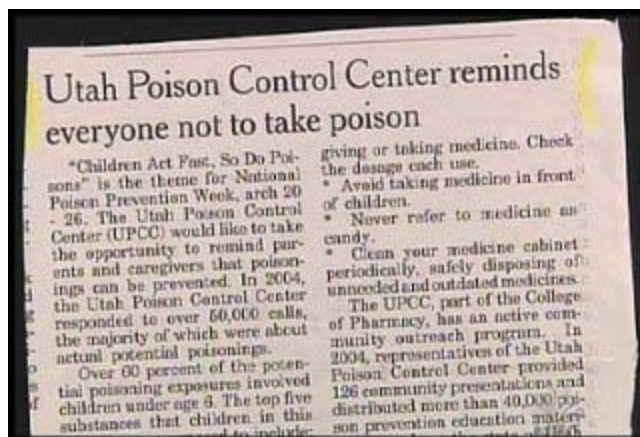 Utah Poison Control Center reminds
everyone not to take poison
"Children Act Fast, So Do Poi-
sons" is the theme for National
Poison Prevention Week, arch 20
- 26. The Utah Poison Control
Center (UPCC) would like to take
the opportunity to remind par-
ents and caregivers that poison-
ings can be prevented. In 2004,
the Utah Poison Control Center
responded to over 50,000 calls,
the majority of which were about
actual potential poisonings.
Over 60 percent of the poten-
tial poisoning exposures involved
children under age 6. The top five
substances that children in this
giving or taking medicine. Check
the dosage each use.
* Avoid taking medicine in front
of children.
* Never refer to medicine as
candy.
* Clean your medicine cabinet
periodically, safely disposing of
unneeded and outdated medicines.
The UPCC, part of the College
of Pharmacy, has an active com-
munity outreach program. In
2004, representatives of the Utah
Poison Control Center provided
126 community presentations and
distributed more than 40,000 poi-
son prevention education materi-